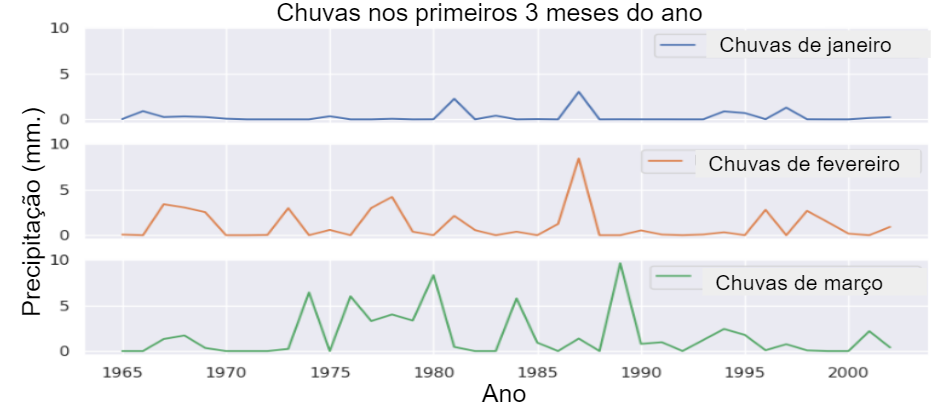 Chuvas nos primeiros 3 meses do ano
10
Chuvas de janeiro
5
0
10
Chuvas de fevereiro
5
0
10
Chuvas de março
5
0
Precipitação (mm.)
1965 1970 1975 1980 1985 1990 1995 2000
Ano